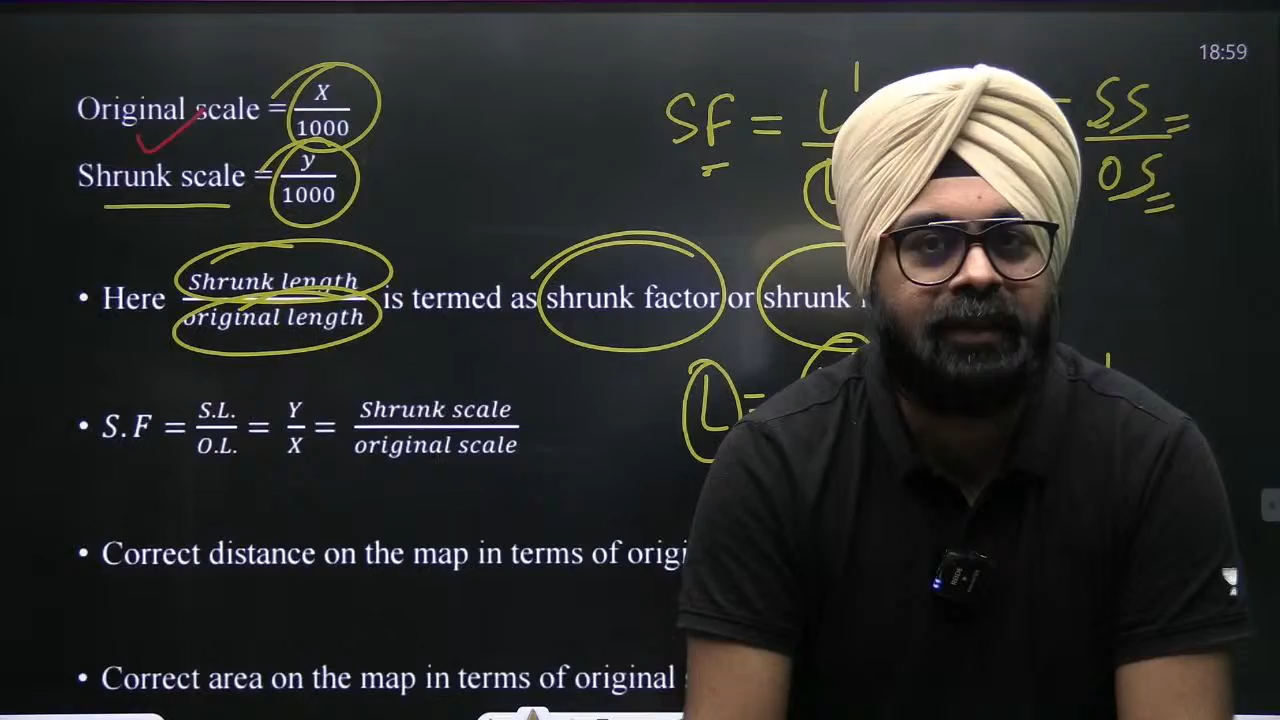 18:59
Original scale = X/1000
SF = L' = SS/OS
Shrunk scale = y/1000
• Here Shrunk length/original length is termed as shrunk factor or shrunk
L =
• S.F = S.L./O.L. = Y/X = Shrunk scale/original scale
• Correct distance on the map in terms of
• Correct area on the map in terms of original